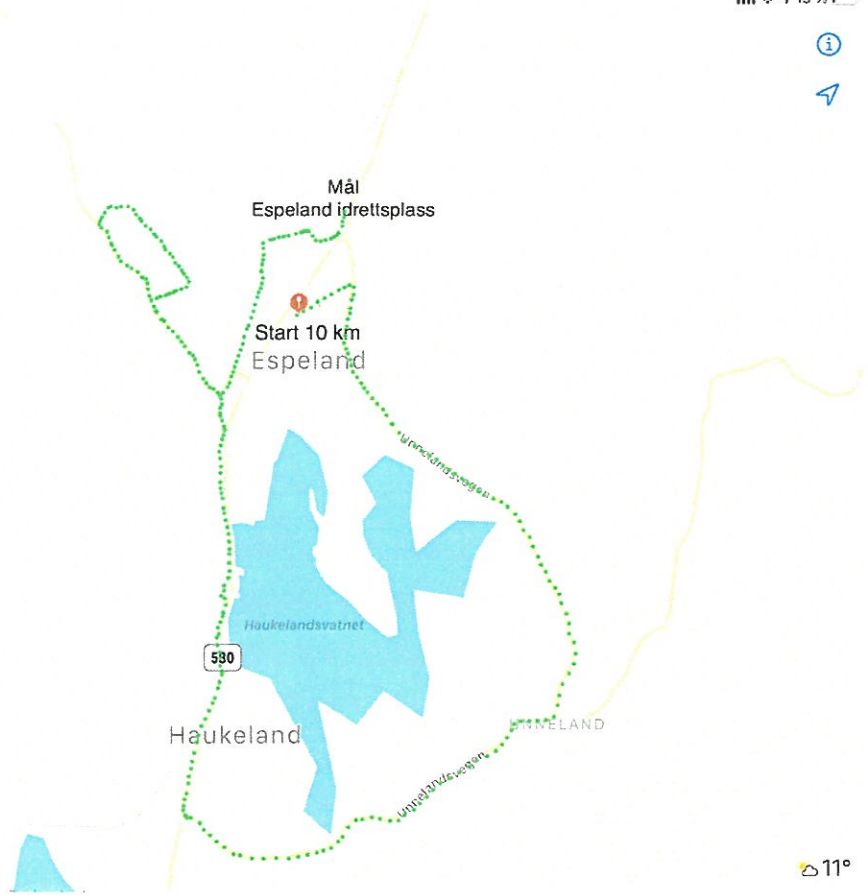 Mål
Espeland idrettsplass
Start 10 km
Espeland
Unnelandsvegen
Haukelandsvatnet
580
Haukeland
UNNELAND
Unnelandsvegen
11°